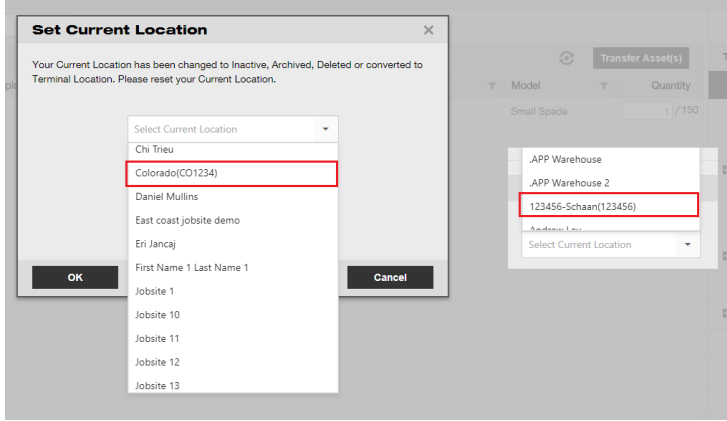 Set Current Location
Your Current Location has been changed to Inactive, Archived, Deleted or converted to
Terminal Location. Please reset your Current Location.
Select Current Location
Chi Trieu
Colorado(CO1234)
Daniel Mullins
East coast jobsite demo
Eri Jancaj
First Name 1 Last Name 1
Jobsite 1
Jobsite 10
Jobsite 11
Jobsite 12
Jobsite 13
OK
Cancel
Transfer Asset(s)
Model
Quantity
Small Spade
1 / 150
.APP Warehouse
.APP Warehouse 2
123456-Schaan(123456)
Select Current Location